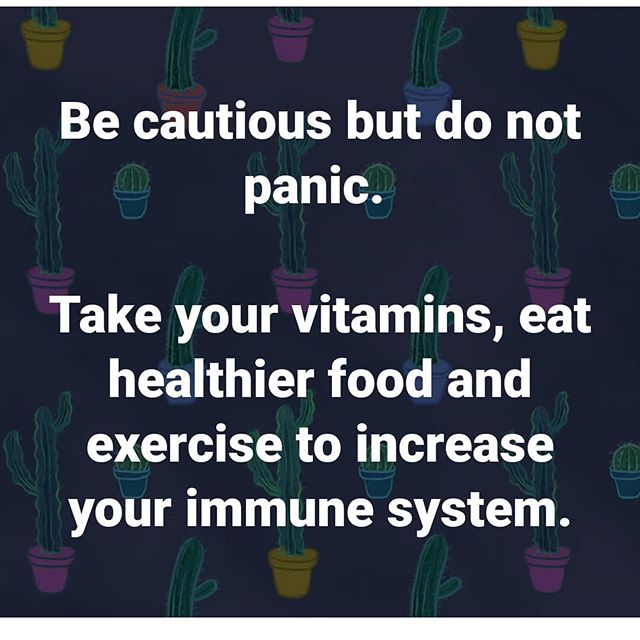 Be cautious but do not
panic.
Take your vitamins, eat
healthier food and
exercise to increase
your immune system.